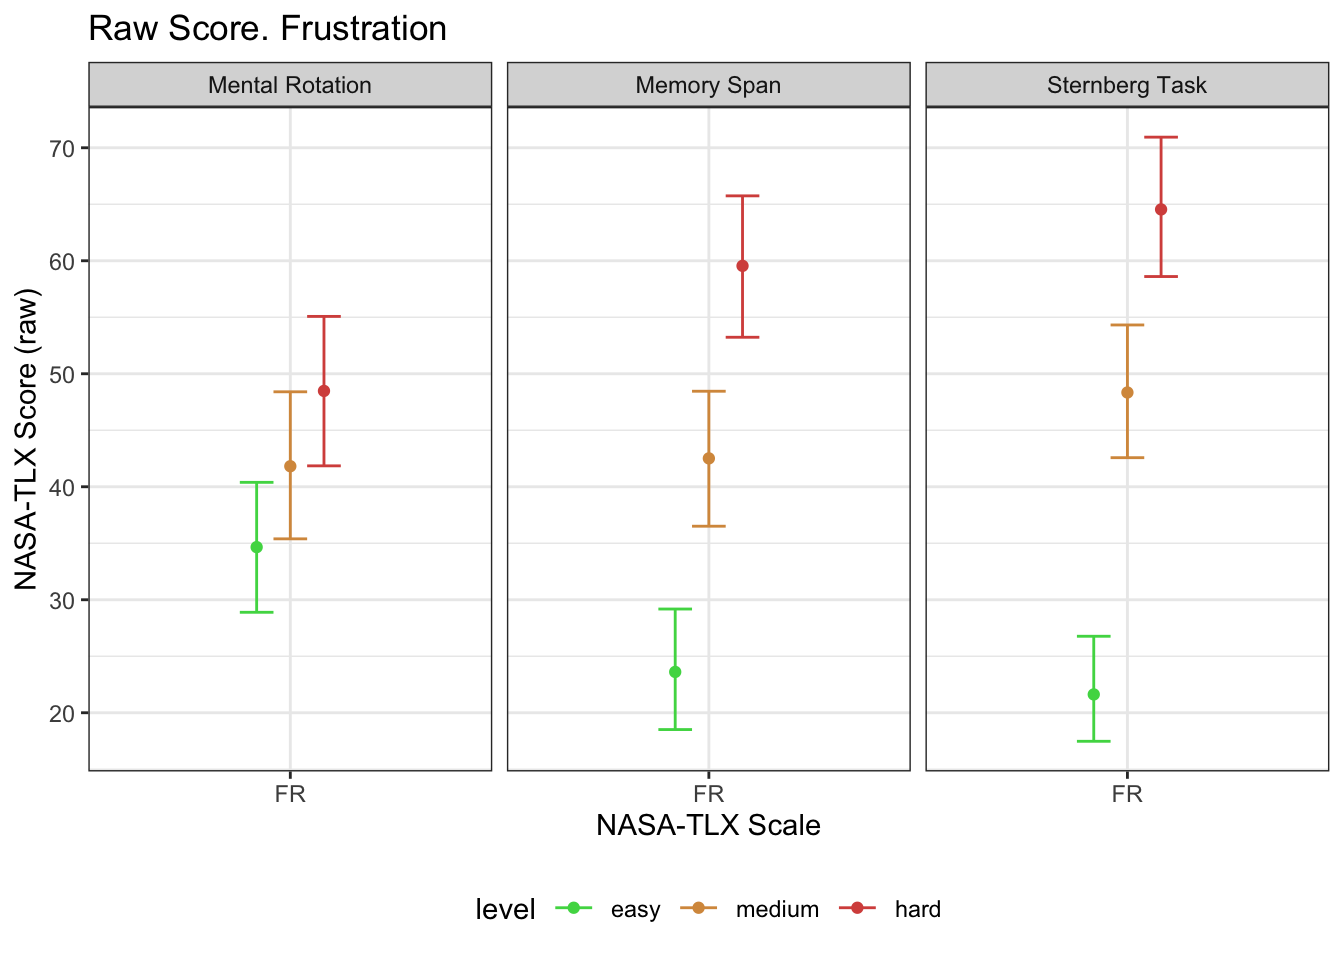 Raw Score. Frustration
Mental Rotation
Memory Span
Sternberg Task
NASA-TLX Score (raw)
70
60
50
40
30
20
FR
FR
FR
NASA-TLX Scale
level easy medium hard